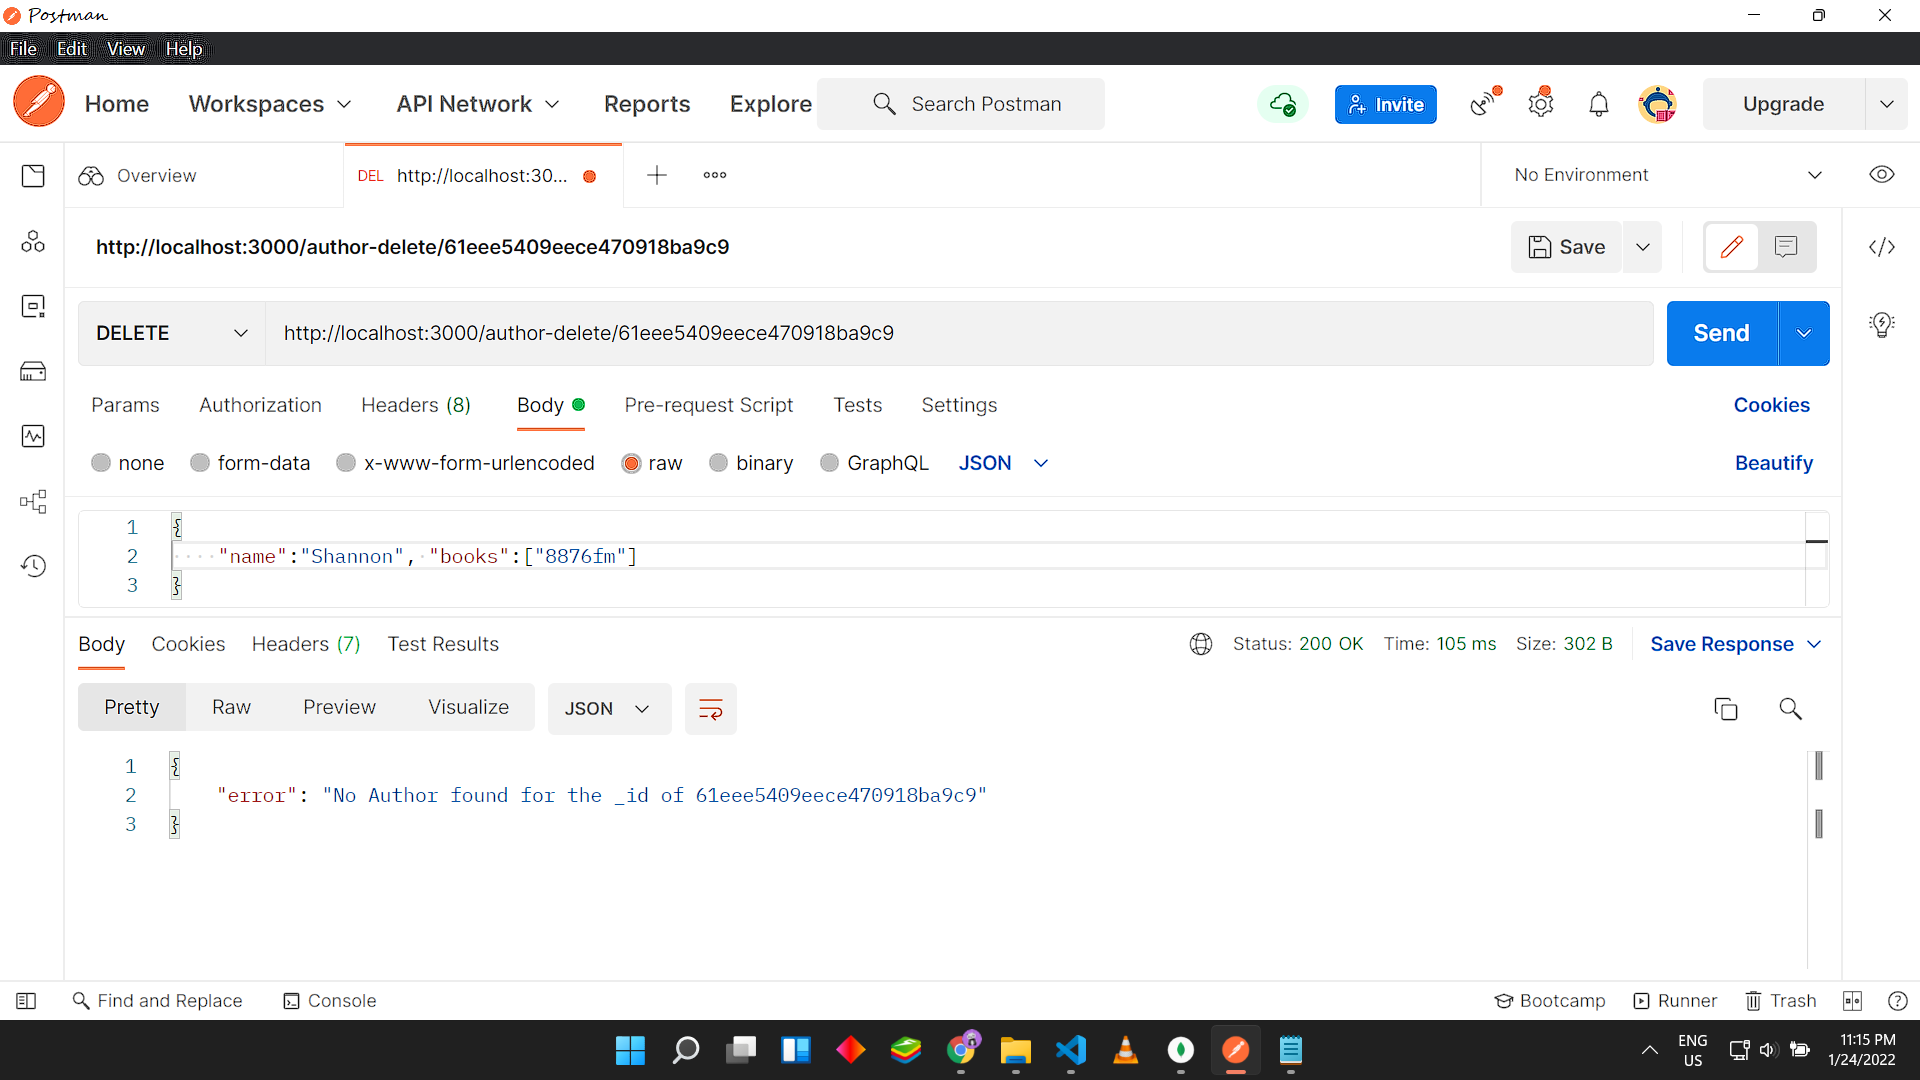 Postman
File Edit View Help
Home Workspaces API Network Reports Explore Search Postman Invite Upgrade
Overview DEL http://localhost:30... No Environment
http://localhost:3000/author-delete/61eee5409eece470918ba9c9 Save
DELETE http://localhost:3000/author-delete/61eee5409eece470918ba9c9 Send
Params Authorization Headers (8) Body Pre-request Script Tests Settings Cookies
none form-data x-www-form-urlencoded raw binary GraphQL JSON Beautify
1 {
2 "name":"Shannon", "books":["8876fm"]
3 }
Body Cookies Headers (7) Test Results Status: 200 OK Time: 105 ms Size: 302 B Save Response
Pretty Raw Preview Visualize JSON
1 {
2 "error": "No Author found for the _id of 61eee5409eece470918ba9c9"
3 }
Find and Replace Console Bootcamp Runner Trash
ENG 11:15 PM
US 1/24/2022